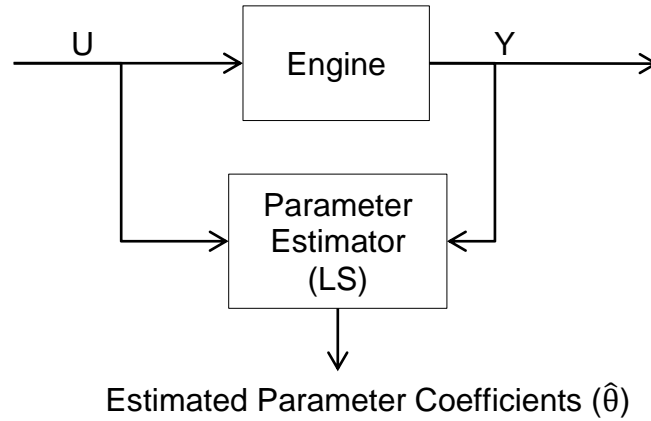 U
Engine
Y
Parameter
Estimator
(LS)
Estimated Parameter Coefficients (θ̂)